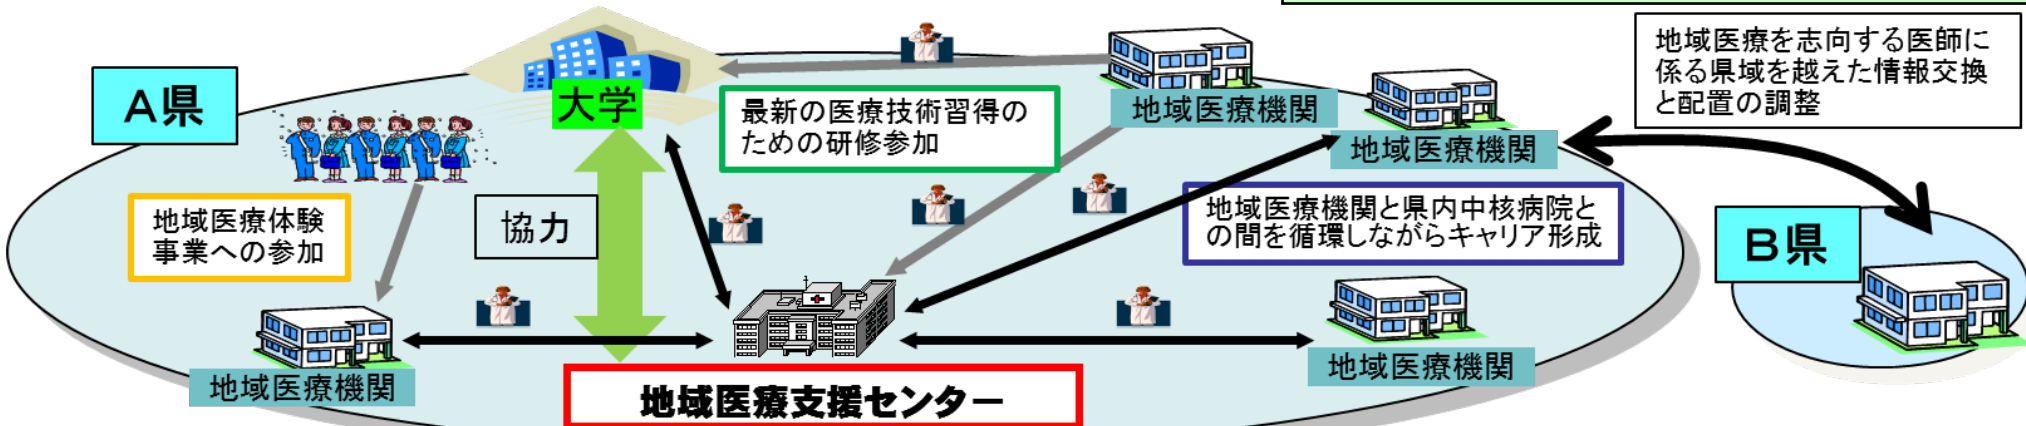 A県
大学
最新の医療技術習得の
ための研修参加
地域医療機関
地域医療機関
地域医療を志向する医師に
係る県域を越えた情報交換
と配置の調整
地域医療体験
事業への参加
協力
地域医療機関と県内中核病院と
の間を循環しながらキャリア形成
B県
地域医療機関
地域医療支援センター
地域医療機関